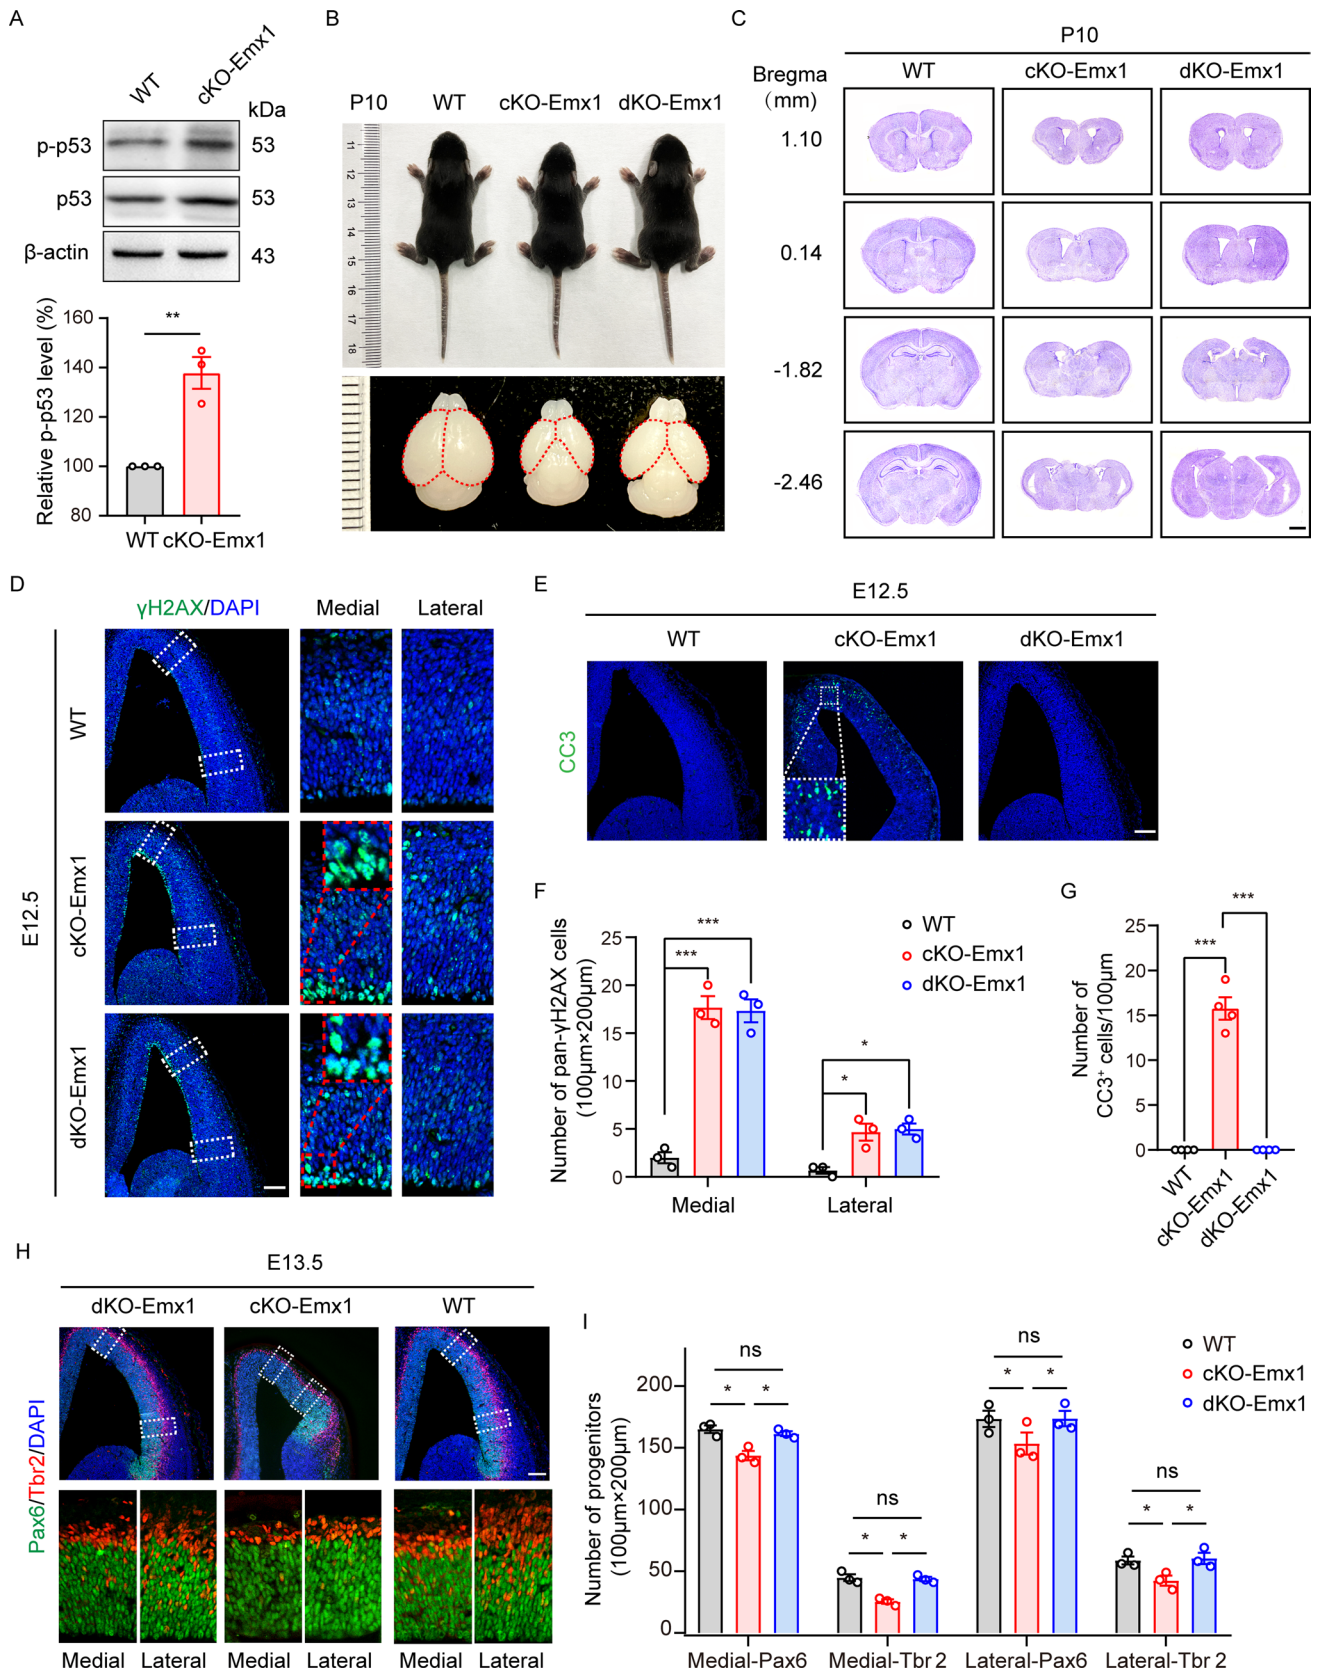 A
WT
cKO-Emx1
kDa
p-p53
53
p53
53
β-actin
43
Relative p-p53 level (%)
160
140
120
100
80
**
WT cKO-Emx1
B
P10
WT
cKO-Emx1
dKO-Emx1
11
12
13
14
15
16
17
18
C
P10
Bregma
(mm)
WT
cKO-Emx1
dKO-Emx1
1.10
0.14
-1.82
-2.46
D
γH2AX/DAPI
Medial
Lateral
E12.5
WT
cKO-Emx1
dKO-Emx1
E
E12.5
WT
cKO-Emx1
dKO-Emx1
CC3
F
Number of pan-γH2AX cells
(100μm×200μm)
25
20
15
10
5
0
***
***
*
*
Medial
Lateral
WT
cKO-Emx1
dKO-Emx1
G
Number of
CC3+ cells/100μm
25
20
15
10
5
0
***
***
WT
cKO-Emx1
dKO-Emx1
H
E13.5
dKO-Emx1
cKO-Emx1
WT
Pax6/Tbr2/DAPI
Medial
Lateral
Medial
Lateral
Medial
Lateral
I
Number of progenitors
(100μm×200μm)
200
150
100
50
0
ns
*
*
ns
*
*
ns
*
*
ns
*
*
WT
cKO-Emx1
dKO-Emx1
Medial-Pax6
Medial-Tbr2
Lateral-Pax6
Lateral-Tbr2